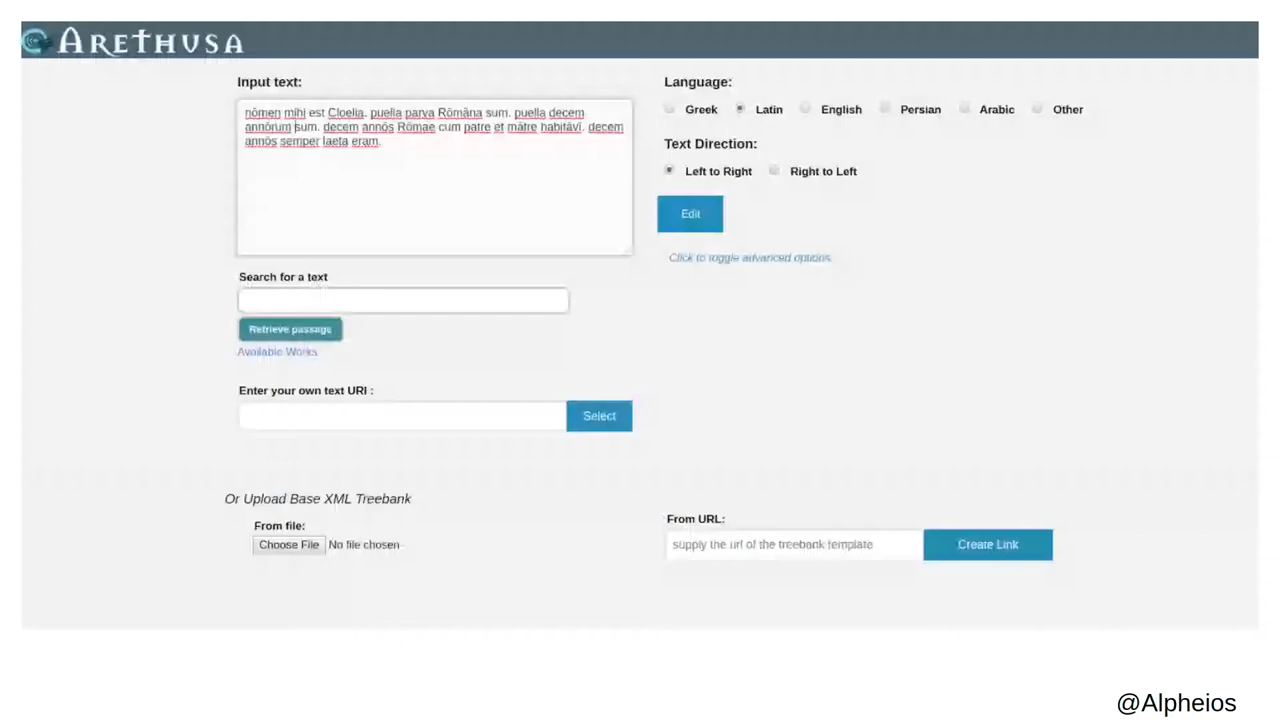 ARETHUSA
Input text:
nōmen mihi est Cloelia. puella parva Rōmāna sum. puella decem
annōrum sum. decem annōs Rōmae cum patre et mātre habitāvī. decem
annōs semper laeta eram.
Language:
Greek Latin English Persian Arabic Other
Text Direction:
Left to Right Right to Left
Edit
Click to toggle advanced options.
Search for a text
Retrieve passage
Available Works
Enter your own text URI :
Select
Or Upload Base XML Treebank
From file:
Choose File No file chosen
From URL:
supply the url of the treebank template
Create Link
@Alpheios